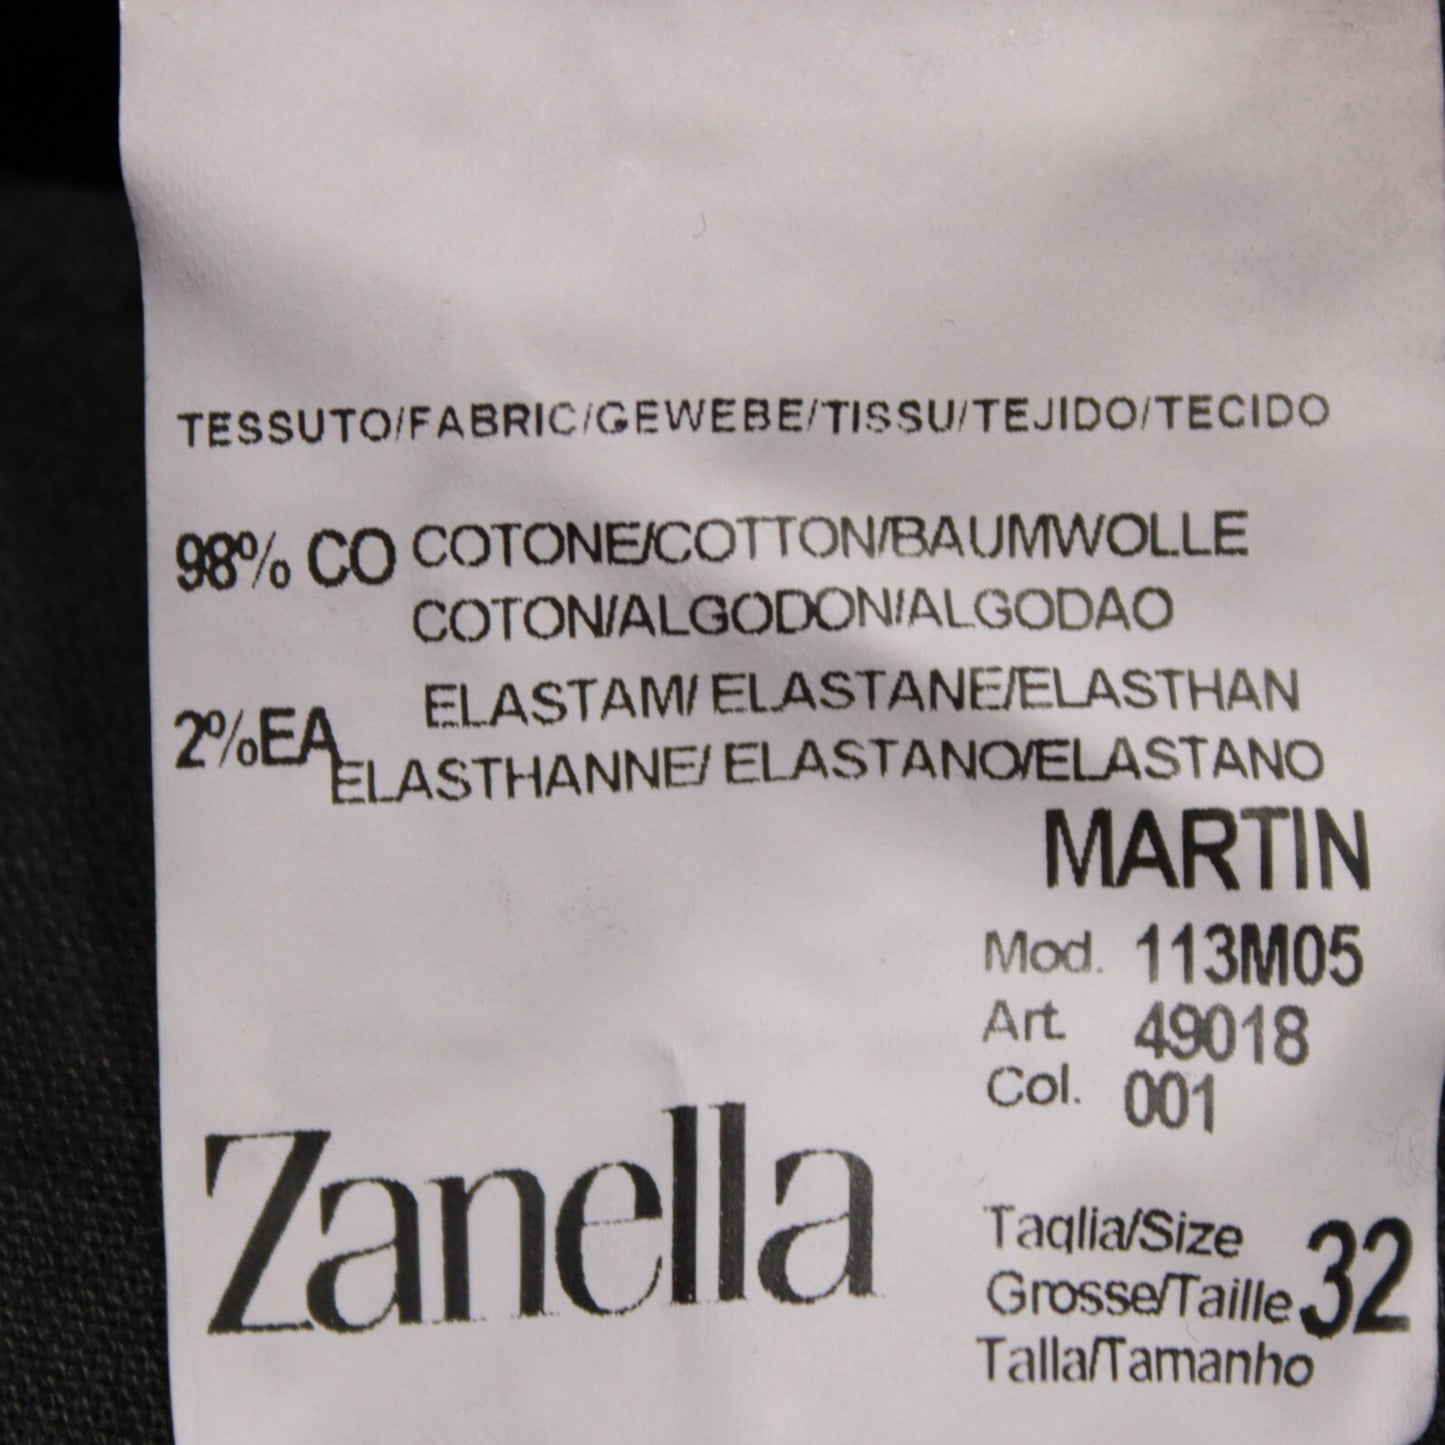 TESSUTO/FABRIC/GEWEBE/TISSU/TEJIDO/TECIDO
98% CO COTONE/COTTON/BAUMWOLLE
COTON/ALGODON/ALGODAO
2%EA ELASTAM/ ELASTANE/ELASTHAN
ELASTHANNE/ ELASTANO/ELASTANO
MARTIN
Mod. 113M05
Art. 49018
Col. 001
Zanella
Taglia/Size
Grosse/Taille 32
Talla/Tamanho